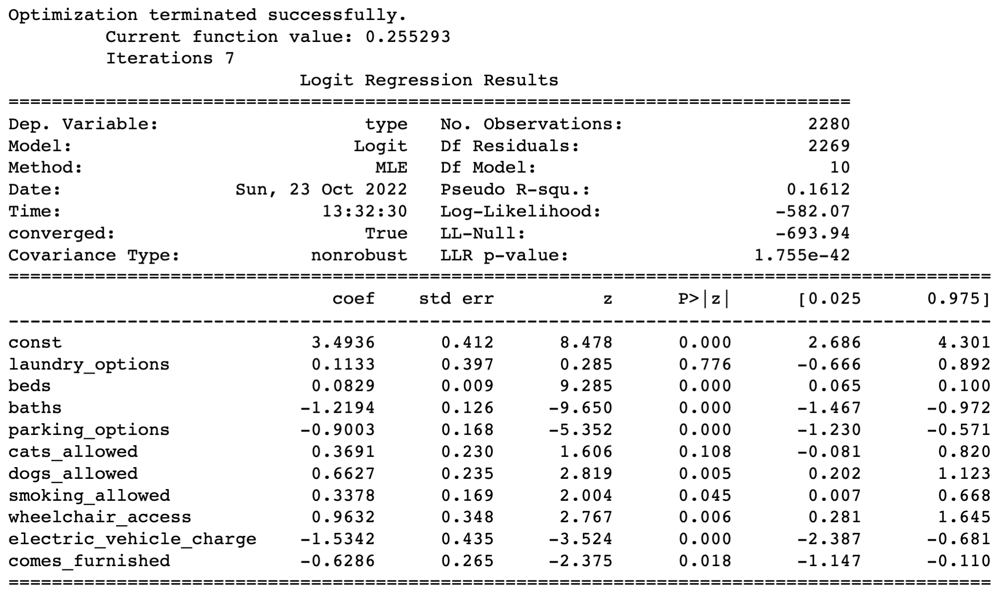 Optimization terminated successfully.
Current function value: 0.255293
Iterations 7
Logit Regression Results
==============================================================================
Dep. Variable: type No. Observations: 2280
Model: Logit Df Residuals: 2269
Method: MLE Df Model: 10
Date: Sun, 23 Oct 2022 Pseudo R-squ.: 0.1612
Time: 13:32:30 Log-Likelihood: -582.07
converged: True LL-Null: -693.94
Covariance Type: nonrobust LLR p-value: 1.755e-42
===========================================================================================
coef std err z P>|z| [0.025 0.975]
-------------------------------------------------------------------------------------------
const 3.4936 0.412 8.478 0.000 2.686 4.301
laundry_options 0.1133 0.397 0.285 0.776 -0.666 0.892
beds 0.0829 0.009 9.285 0.000 0.065 0.100
baths -1.2194 0.126 -9.650 0.000 -1.467 -0.972
parking_options -0.9003 0.168 -5.352 0.000 -1.230 -0.571
cats_allowed 0.3691 0.230 1.606 0.108 -0.081 0.820
dogs_allowed 0.6627 0.235 2.819 0.005 0.202 1.123
smoking_allowed 0.3378 0.169 2.004 0.045 0.007 0.668
wheelchair_access 0.9632 0.348 2.767 0.006 0.281 1.645
electric_vehicle_charge -1.5342 0.435 -3.524 0.000 -2.387 -0.681
comes_furnished -0.6286 0.265 -2.375 0.018 -1.147 -0.110
===========================================================================================